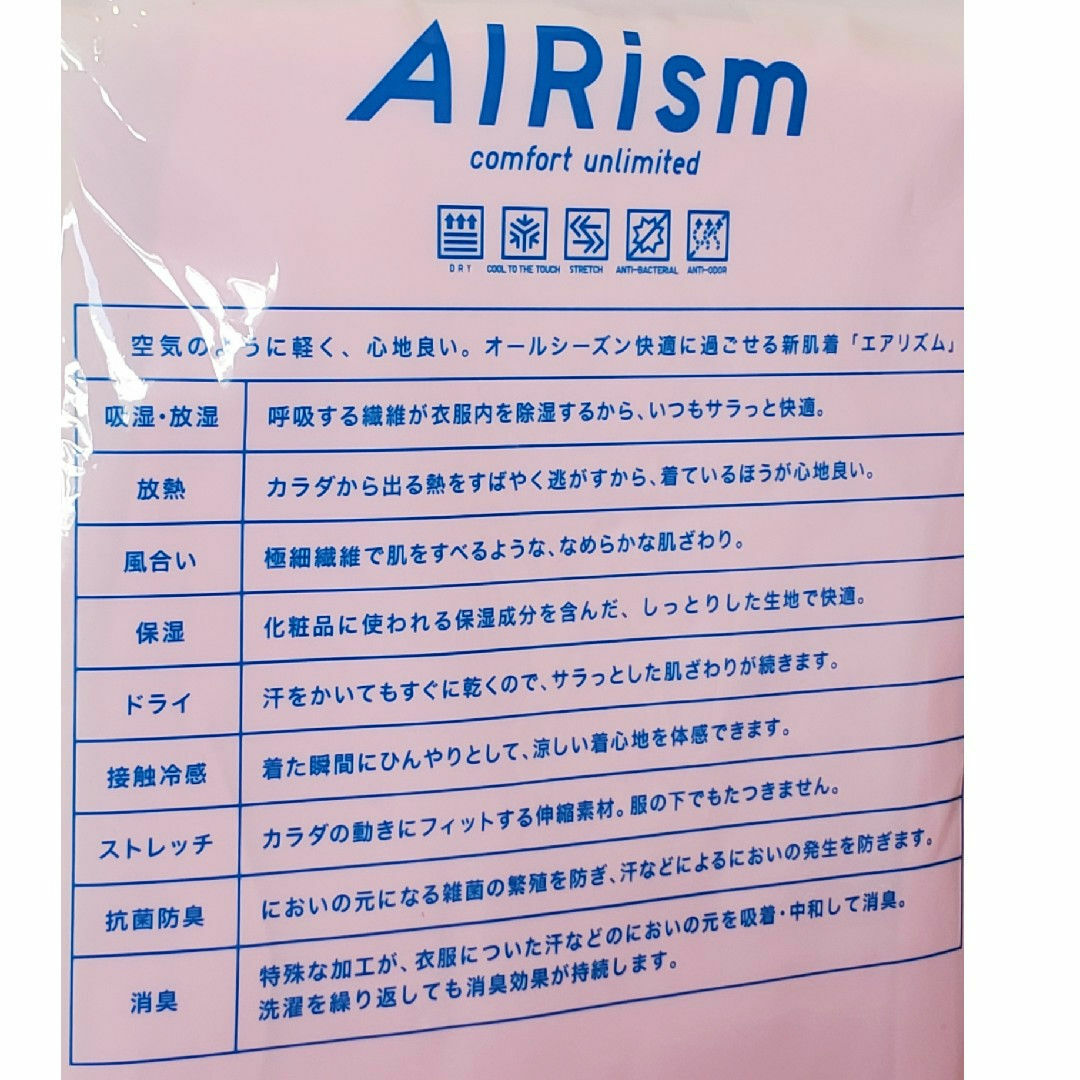 AIRism
comfort unlimited
DRY COOL TO THE TOUCH STRETCH ANTI-BACTERIAL ANTI-ODOR
空気のように軽く、心地良い。オールシーズン快適に過ごせる新肌着「エアリズム」
吸湿・放湿 呼吸する繊維が衣服内を除湿するから、いつもサラっと快適。
放熱 カラダから出る熱をすばやく逃がすから、着ているほうが心地良い。
風合い 極細繊維で肌をすべるような、なめらかな肌ざわり。
保湿 化粧品に使われる保湿成分を含んだ、しっとりした生地で快適。
ドライ 汗をかいてもすぐに乾くので、サラっとした肌ざわりが続きます。
接触冷感 着た瞬間にひんやりとして、涼しい着心地を体感できます。
ストレッチ カラダの動きにフィットする伸縮素材。服の下でもたつきません。
抗菌防臭 においの元になる雑菌の繁殖を防ぎ、汗などによるにおいの発生を防ぎます。
消臭 特殊な加工が、衣服についた汗などのにおいの元を吸着・中和して消臭。
洗濯を繰り返しても消臭効果が持続します。